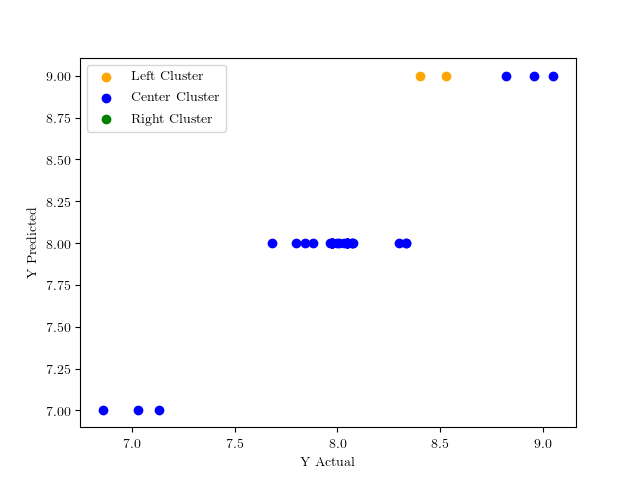 Left Cluster
Center Cluster
Right Cluster
9.00
8.75
8.50
8.25
8.00
7.75
7.50
7.25
7.00
Y Predicted
7.0 7.5 8.0 8.5 9.0
Y Actual